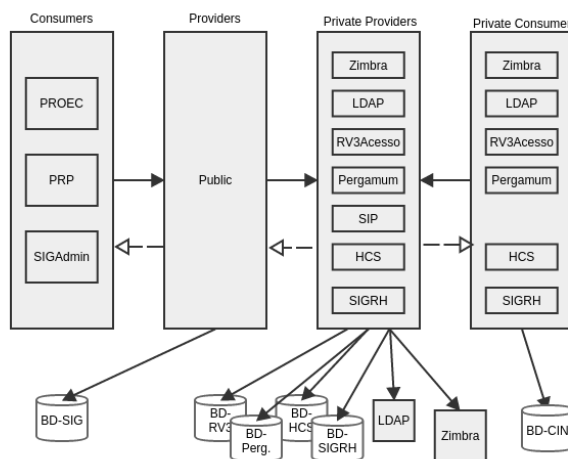 Consumers
Providers
Private Providers
Private Consumer
PROEC
PRP
SIGAdmin
Public
Zimbra
LDAP
RV3Acesso
Pergamum
SIP
HCS
SIGRH
Zimbra
LDAP
RV3Acesso
Pergamum
HCS
SIGRH
BD-SIG
BD-
RV3
BD-
Perg.
BD-
HCS
BD-
SIGRH
LDAP
Zimbra
BD-CIN